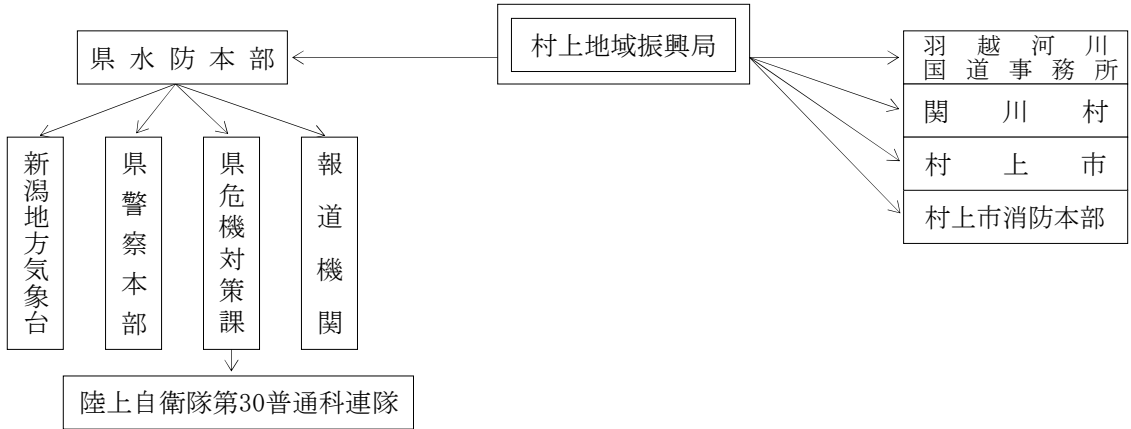 県水防本部
村上地域振興局
羽越河川
国道事務所
関川村
村上市
村上市消防本部
新潟地方気象台
県警察本部
県危機対策課
報道機関
陸上自衛隊第30普通科連隊